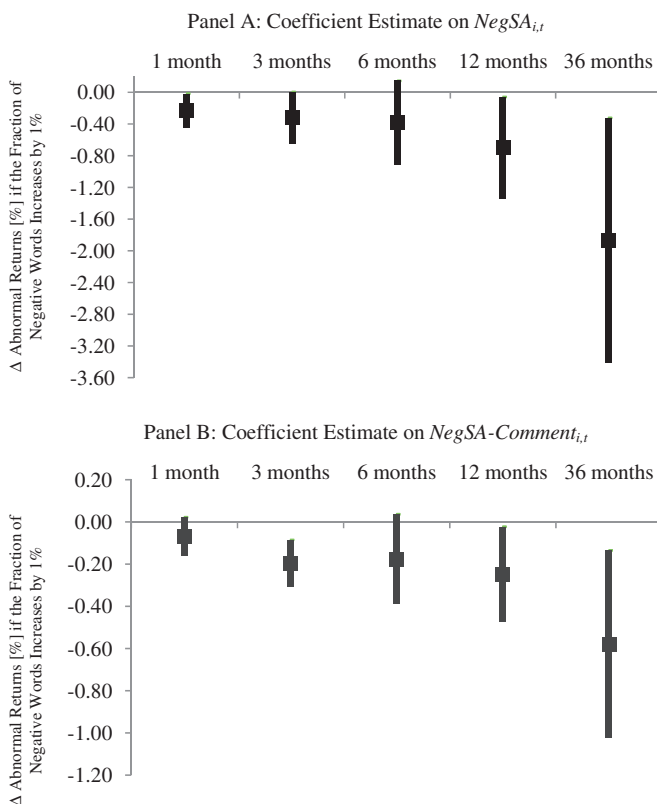 Panel A: Coefficient Estimate on NegSAi,t
1 month 3 months 6 months 12 months 36 months
0.00
-0.40
-0.80
-1.20
-1.60
-2.00
-2.40
-2.80
-3.20
-3.60
Δ Abnormal Returns [%] if the Fraction of
Negative Words Increases by 1%
Panel B: Coefficient Estimate on NegSA-Commenti,t
1 month 3 months 6 months 12 months 36 months
0.20
0.00
-0.20
-0.40
-0.60
-0.80
-1.00
-1.20
Δ Abnormal Returns [%] if the Fraction of
Negative Words Increases by 1%